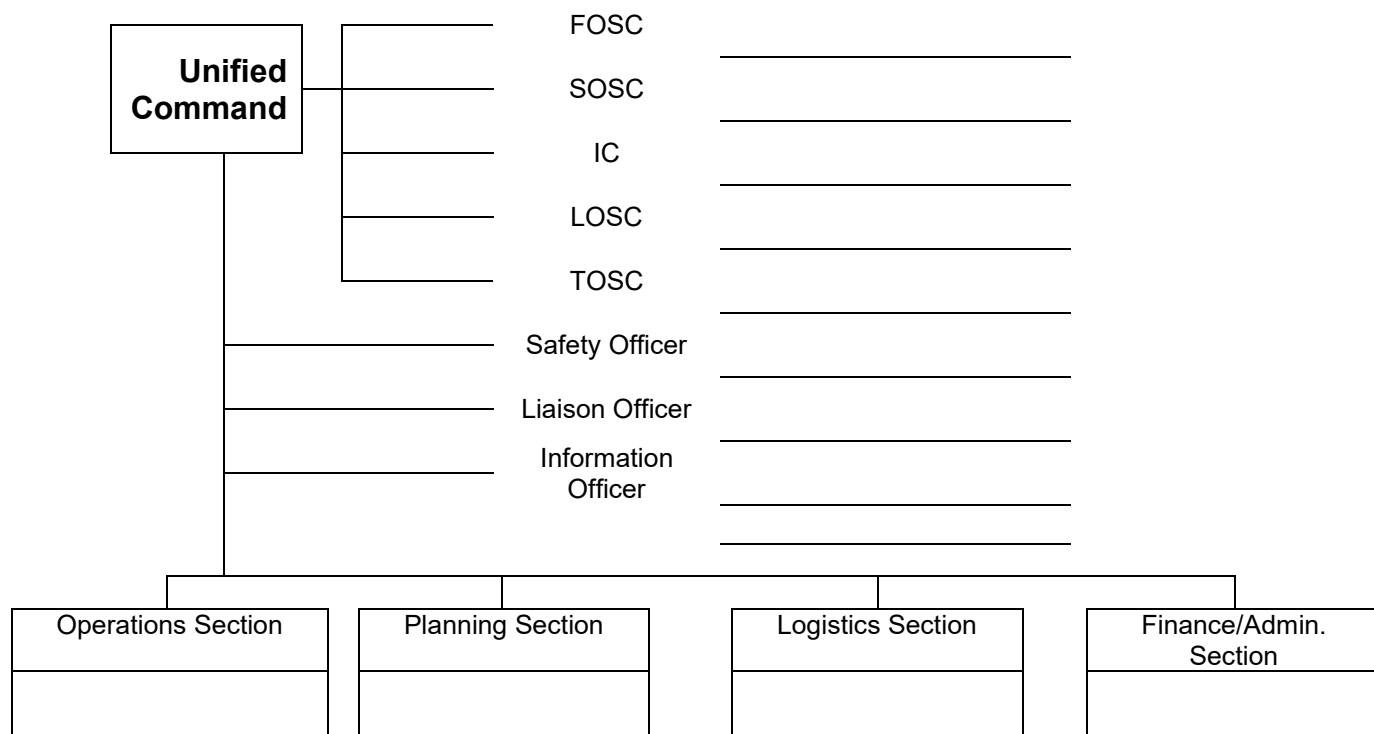 Unified
Command
FOSC
SOSC
IC
LOSC
TOSC
Safety Officer
Liaison Officer
Information
Officer
Operations Section
Planning Section
Logistics Section
Finance/Admin.
Section